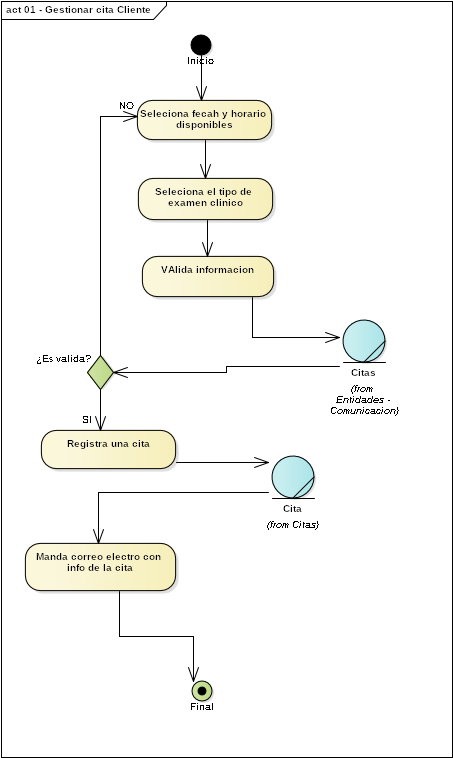 act 01 - Gestionar cita Cliente
Inicio
NO
Seleciona fecah y horario
disponibles
Seleciona el tipo de
examen clinico
VAlida informacion
¿Es valida?
Citas
(from
Entidades -
Comunicacion)
SI
Registra una cita
Cita
(from Citas)
Manda correo electro con
info de la cita
Final